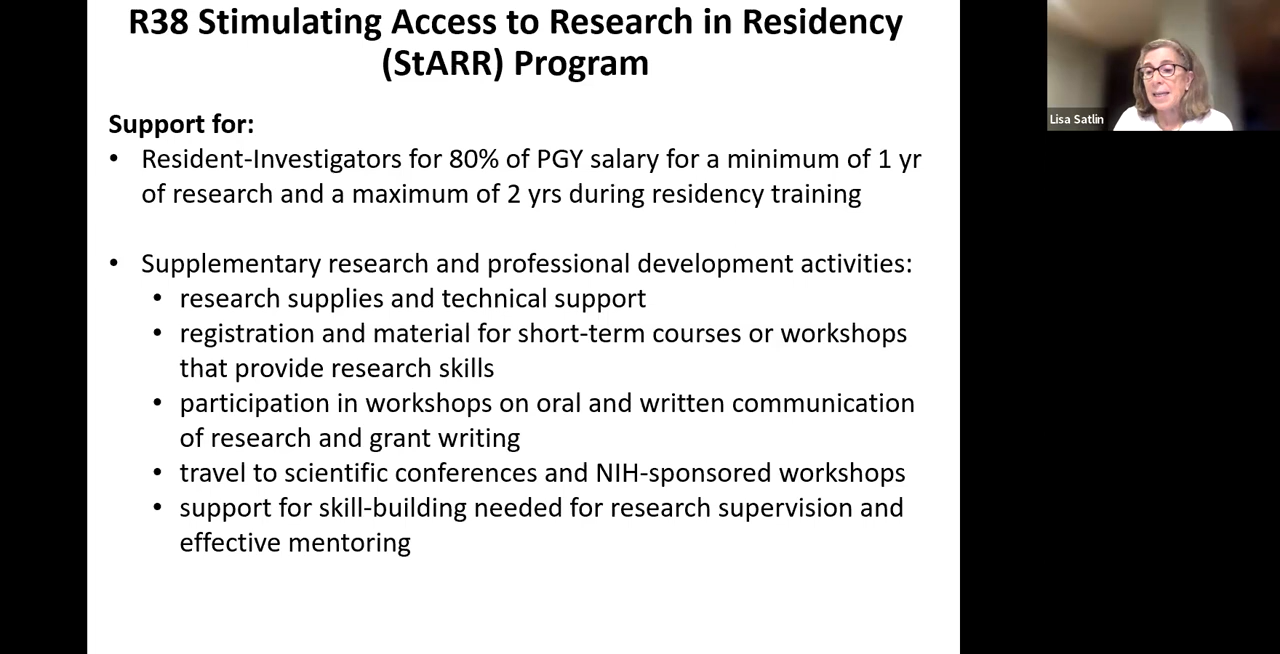 R38 Stimulating Access to Research in Residency
(StARR) Program
Support for:
• Resident-Investigators for 80% of PGY salary for a minimum of 1 yr
of research and a maximum of 2 yrs during residency training
• Supplementary research and professional development activities:
• research supplies and technical support
• registration and material for short-term courses or workshops
that provide research skills
• participation in workshops on oral and written communication
of research and grant writing
• travel to scientific conferences and NIH-sponsored workshops
• support for skill-building needed for research supervision and
effective mentoring
Lisa Satlin